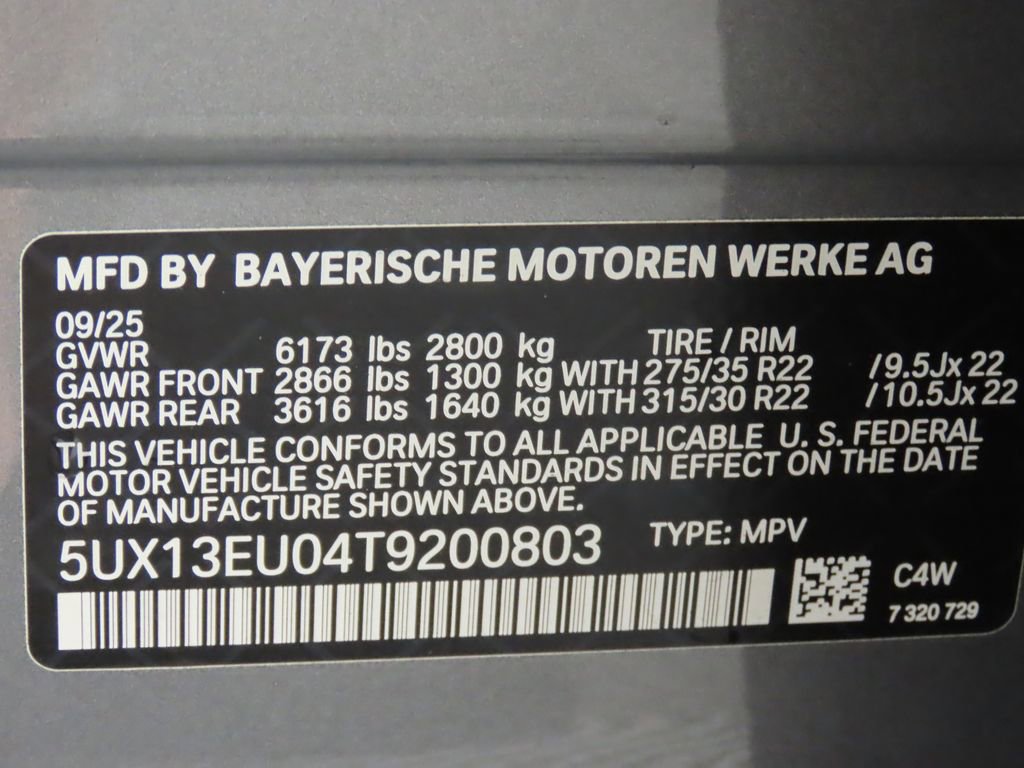 MFD BY BAYERISCHE MOTOREN WERKE AG
09/25
GVWR 6173 lbs 2800 kg TIRE / RIM
GAWR FRONT 2866 lbs 1300 kg WITH 275/35 R22 /9.5Jx 22
GAWR REAR 3616 lbs 1640 kg WITH 315/30 R22 /10.5Jx 22
THIS VEHICLE CONFORMS TO ALL APPLICABLE U. S. FEDERAL
MOTOR VEHICLE SAFETY STANDARDS IN EFFECT ON THE DATE
OF MANUFACTURE SHOWN ABOVE.
5UX13EU04T9200803 TYPE: MPV
C4W
7 320 729